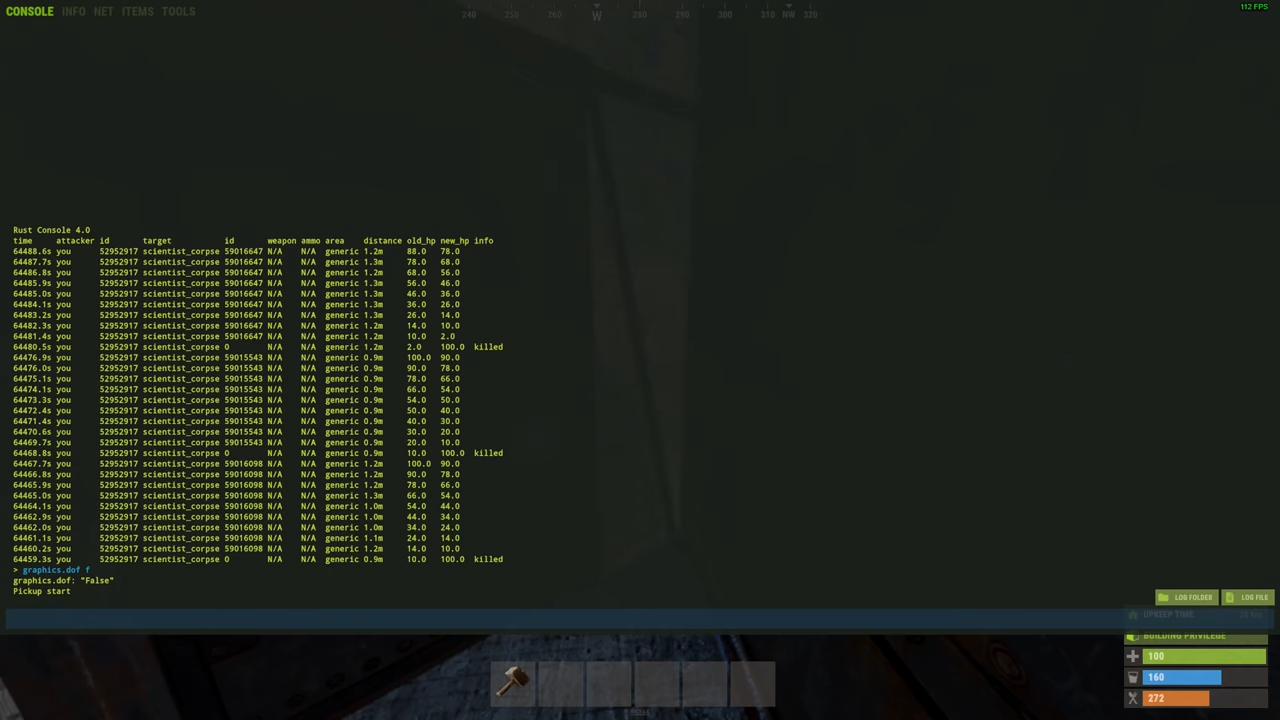 CONSOLE INFO NET ITEMS TOOLS
240 250 260 W 280 290 300 310 NW 320
112 FPS
Rust Console 4.0
time attacker id target id weapon ammo area distance old_hp new_hp info
64488.6s you 52952917 scientist_corpse 59016647 N/A N/A generic 1.2m 88.0 78.0
64487.7s you 52952917 scientist_corpse 59016647 N/A N/A generic 1.3m 78.0 68.0
64486.8s you 52952917 scientist_corpse 59016647 N/A N/A generic 1.2m 68.0 56.0
64485.9s you 52952917 scientist_corpse 59016647 N/A N/A generic 1.3m 56.0 46.0
64485.0s you 52952917 scientist_corpse 59016647 N/A N/A generic 1.3m 46.0 36.0
64484.1s you 52952917 scientist_corpse 59016647 N/A N/A generic 1.3m 36.0 26.0
64483.2s you 52952917 scientist_corpse 59016647 N/A N/A generic 1.3m 26.0 14.0
64482.3s you 52952917 scientist_corpse 59016647 N/A N/A generic 1.2m 14.0 10.0
64481.4s you 52952917 scientist_corpse 59016647 N/A N/A generic 1.2m 10.0 2.0
64480.5s you 52952917 scientist_corpse 0 N/A N/A generic 1.2m 2.0 100.0 killed
64476.9s you 52952917 scientist_corpse 59015543 N/A N/A generic 0.9m 100.0 90.0
64476.0s you 52952917 scientist_corpse 59015543 N/A N/A generic 0.9m 90.0 78.0
64475.1s you 52952917 scientist_corpse 59015543 N/A N/A generic 0.9m 78.0 66.0
64474.1s you 52952917 scientist_corpse 59015543 N/A N/A generic 0.9m 66.0 54.0
64473.3s you 52952917 scientist_corpse 59015543 N/A N/A generic 0.9m 54.0 50.0
64472.4s you 52952917 scientist_corpse 59015543 N/A N/A generic 0.9m 50.0 40.0
64471.4s you 52952917 scientist_corpse 59015543 N/A N/A generic 0.9m 40.0 30.0
64470.6s you 52952917 scientist_corpse 59015543 N/A N/A generic 0.9m 30.0 20.0
64469.7s you 52952917 scientist_corpse 59015543 N/A N/A generic 0.9m 20.0 10.0
64468.8s you 52952917 scientist_corpse 0 N/A N/A generic 0.9m 10.0 100.0 killed
64467.7s you 52952917 scientist_corpse 59016098 N/A N/A generic 1.2m 100.0 90.0
64466.8s you 52952917 scientist_corpse 59016098 N/A N/A generic 1.2m 90.0 78.0
64465.9s you 52952917 scientist_corpse 59016098 N/A N/A generic 1.2m 78.0 66.0
64465.0s you 52952917 scientist_corpse 59016098 N/A N/A generic 1.3m 66.0 54.0
64464.1s you 52952917 scientist_corpse 59016098 N/A N/A generic 1.0m 54.0 44.0
64462.9s you 52952917 scientist_corpse 59016098 N/A N/A generic 1.0m 44.0 34.0
64462.0s you 52952917 scientist_corpse 59016098 N/A N/A generic 1.0m 34.0 24.0
64461.1s you 52952917 scientist_corpse 59016098 N/A N/A generic 1.1m 24.0 14.0
64460.2s you 52952917 scientist_corpse 59016098 N/A N/A generic 1.2m 14.0 10.0
64459.3s you 52952917 scientist_corpse 0 N/A N/A generic 0.9m 10.0 100.0 killed
> graphics.dof f
graphics.dof: "False"
Pickup start
LOG FOLDER LOG FILE
UPKEEP TIME
BUILDING PRIVILEGE
100
160
272